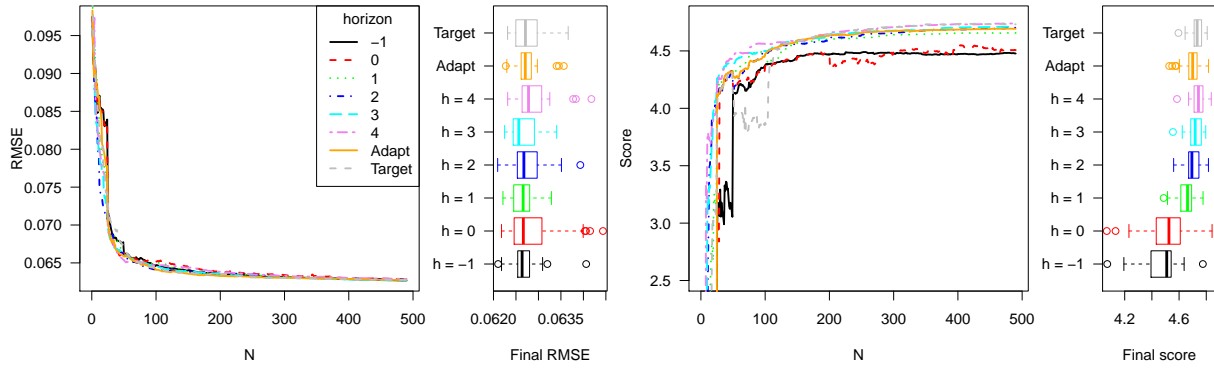 RMSE
0.095
0.090
0.085
0.080
0.075
0.070
0.065
0
100
200
300
400
500
N
horizon
−1
0
1
2
3
4
Adapt
Target
Target
Adapt
h = 4
h = 3
h = 2
h = 1
h = 0
h = −1
0.0620
0.0635
Final RMSE
Score
4.5
4.0
3.5
3.0
2.5
0
100
200
300
400
500
N
Target
Adapt
h = 4
h = 3
h = 2
h = 1
h = 0
h = −1
4.2
4.6
Final score